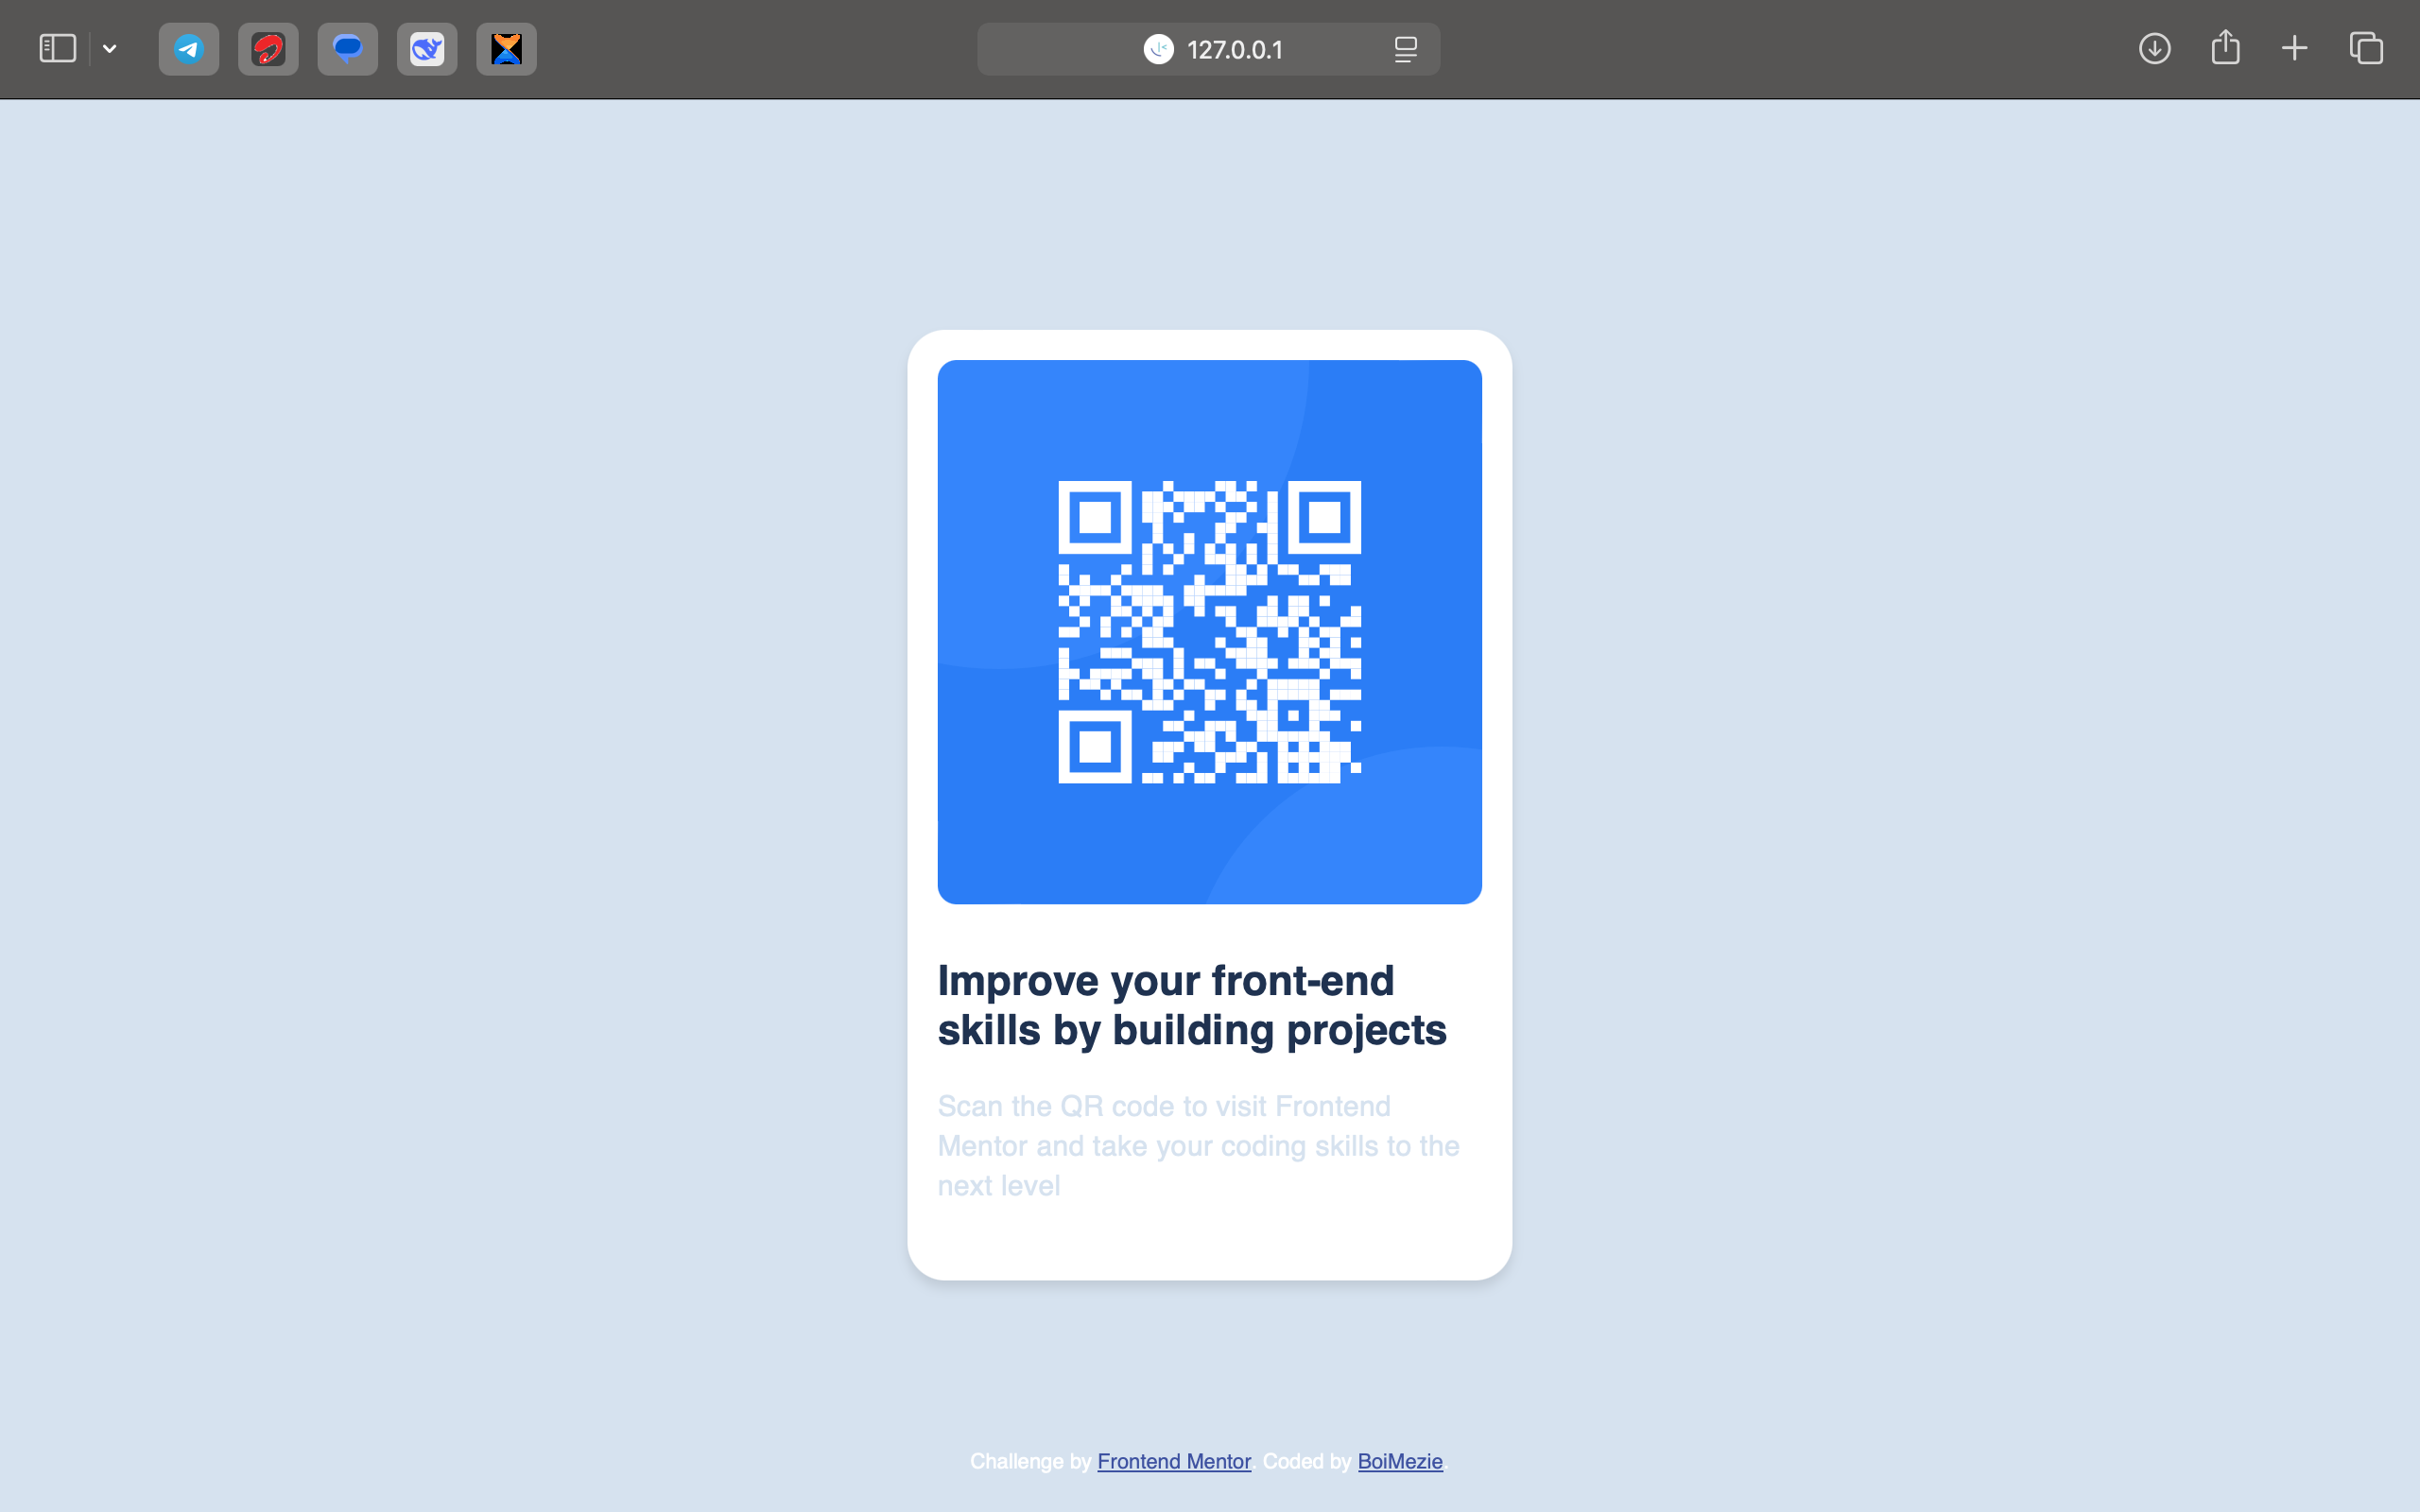 127.0.0.1
Improve your front-end
skills by building projects
Scan the QR code to visit Frontend
Mentor and take your coding skills to the
next level
Challenge by Frontend Mentor. Coded by BoiMezie.